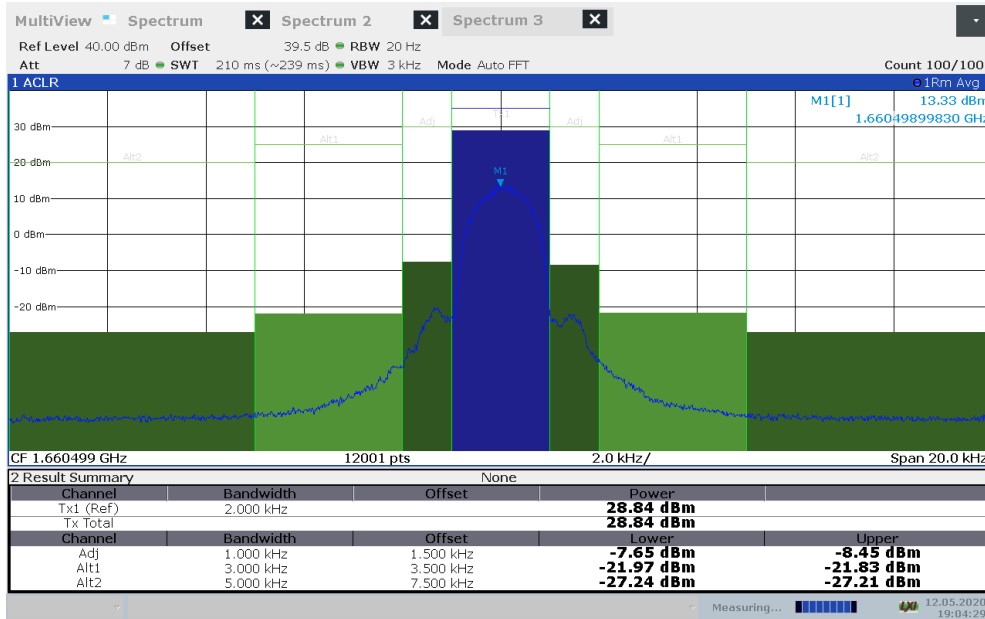 MultiView Spectrum X Spectrum 2 X Spectrum 3 X
Ref Level 40.00 dBm Offset 39.5 dB RBW 20 Hz
Att 7 dB SWT 210 ms (~239 ms) VBW 3 kHz Mode Auto FFT Count 100/100
1 ACLR 1Rm Avg
M1[1] 13.33 dBm
1.66049899830 GHz
Adj Tx1 Adj
30 dBm
Alt1 Alt1
Alt2 Alt2
20 dBm
M1
10 dBm
0 dBm
-10 dBm
-20 dBm
CF 1.660499 GHz 12001 pts 2.0 kHz/ Span 20.0 kHz
2 Result Summary None
Channel Bandwidth Offset Power
Tx1 (Ref) 2.000 kHz 28.84 dBm
Tx Total 28.84 dBm
Channel Bandwidth Offset Lower Upper
Adj 1.000 kHz 1.500 kHz -7.65 dBm -8.45 dBm
Alt1 3.000 kHz 3.500 kHz -21.97 dBm -21.83 dBm
Alt2 5.000 kHz 7.500 kHz -27.24 dBm -27.21 dBm
Measuring... 12.05.2020
19:04:29